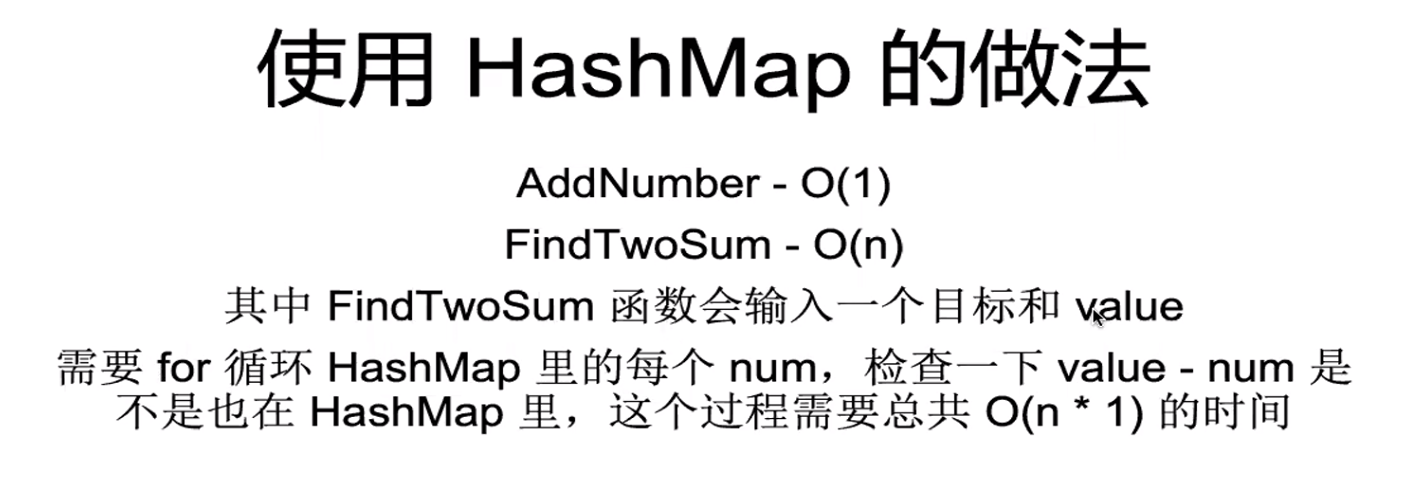 使用 HashMap 的做法
AddNumber - O(1)
FindTwoSum - O(n)
其中 FindTwoSum 函数会输入一个目标和 value
需要 for 循环 HashMap 里的每个 num，检查一下 value - num 是
不是也在 HashMap 里，这个过程需要总共 O(n * 1) 的时间